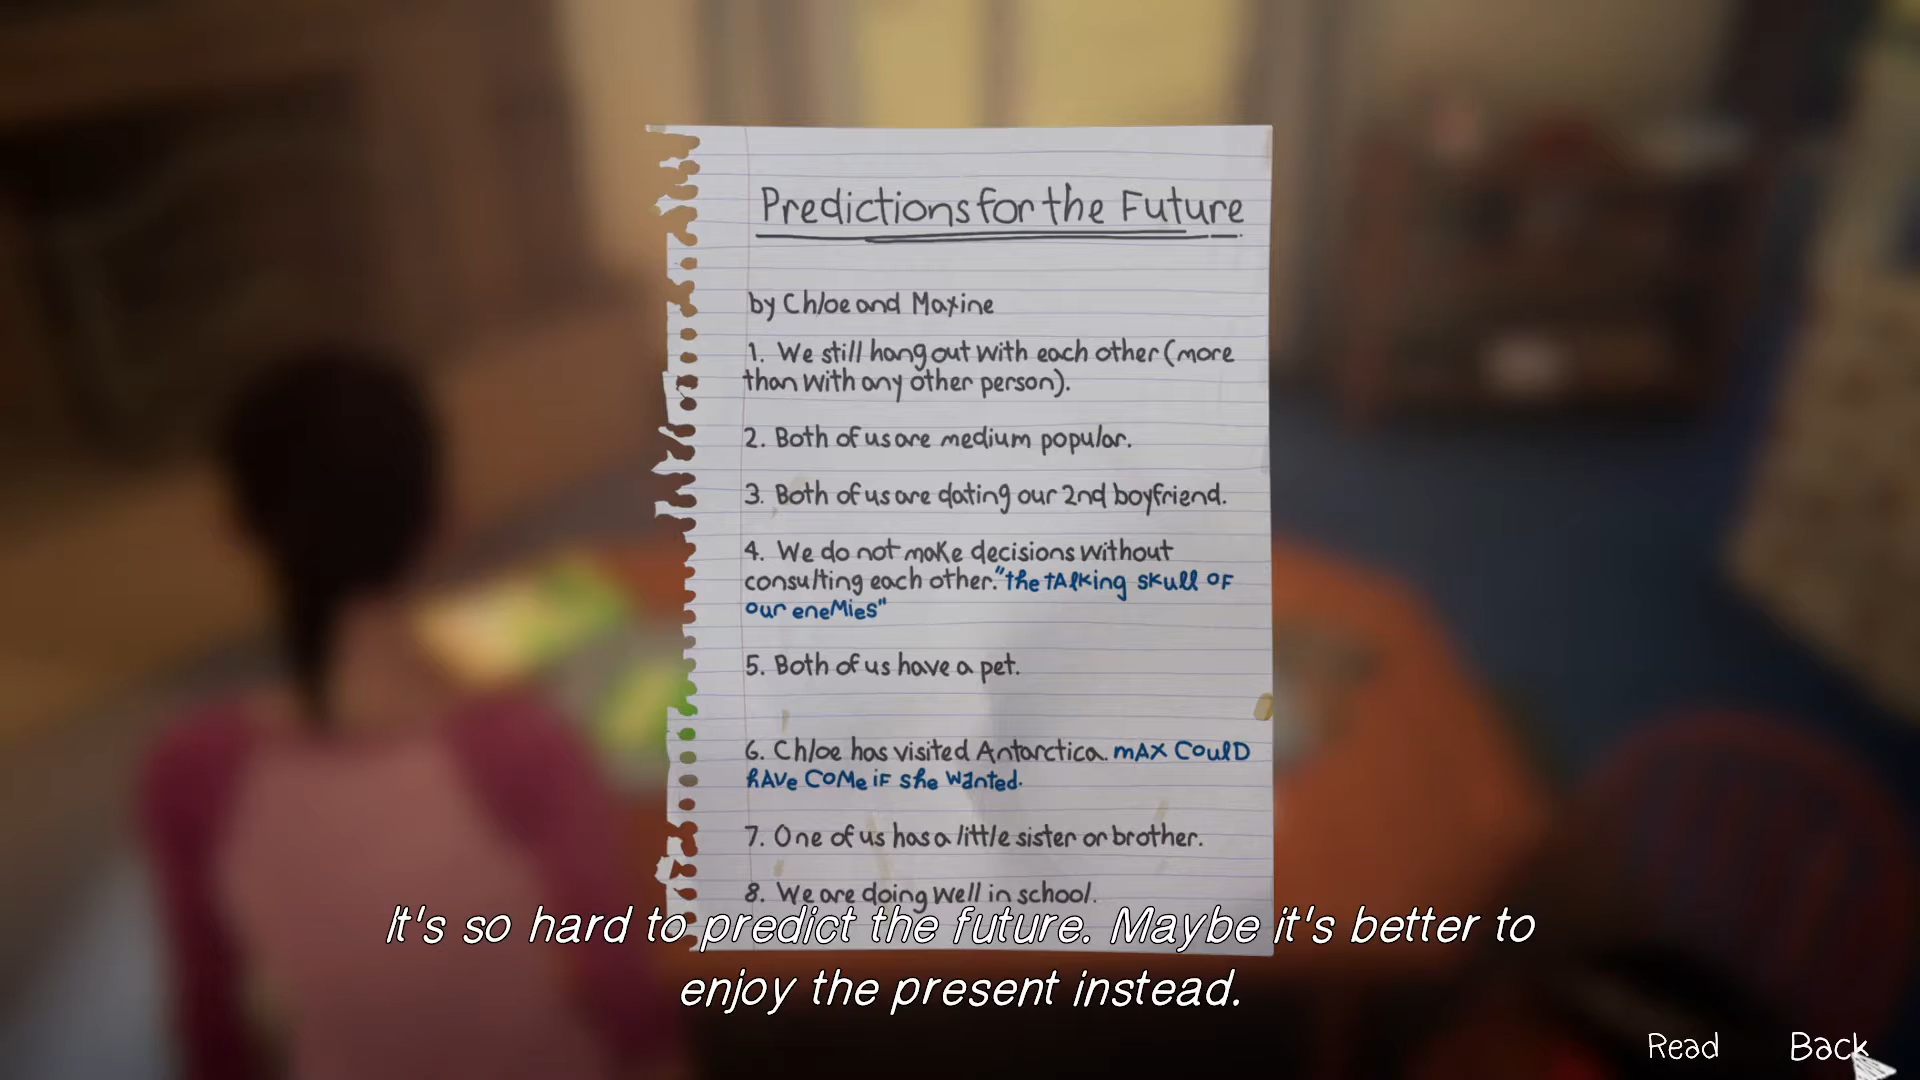 Predictions for the Future
by Chloe and Maxine
1. We still hang out with each other (more
than with any other person).
2. Both of us are medium popular.
3. Both of us are dating our 2nd boyfriend.
4. We do not make decisions without
consulting each other. "the tALking skull of
our eneMies"
5. Both of us have a pet.
6. Chloe has visited Antarctica. mAX COulD
hAve COMe iF she wanted.
7. One of us has a little sister or brother.
8. We are doing well in school.
It's so hard to predict the future. Maybe it's better to
enjoy the present instead.
Read Back